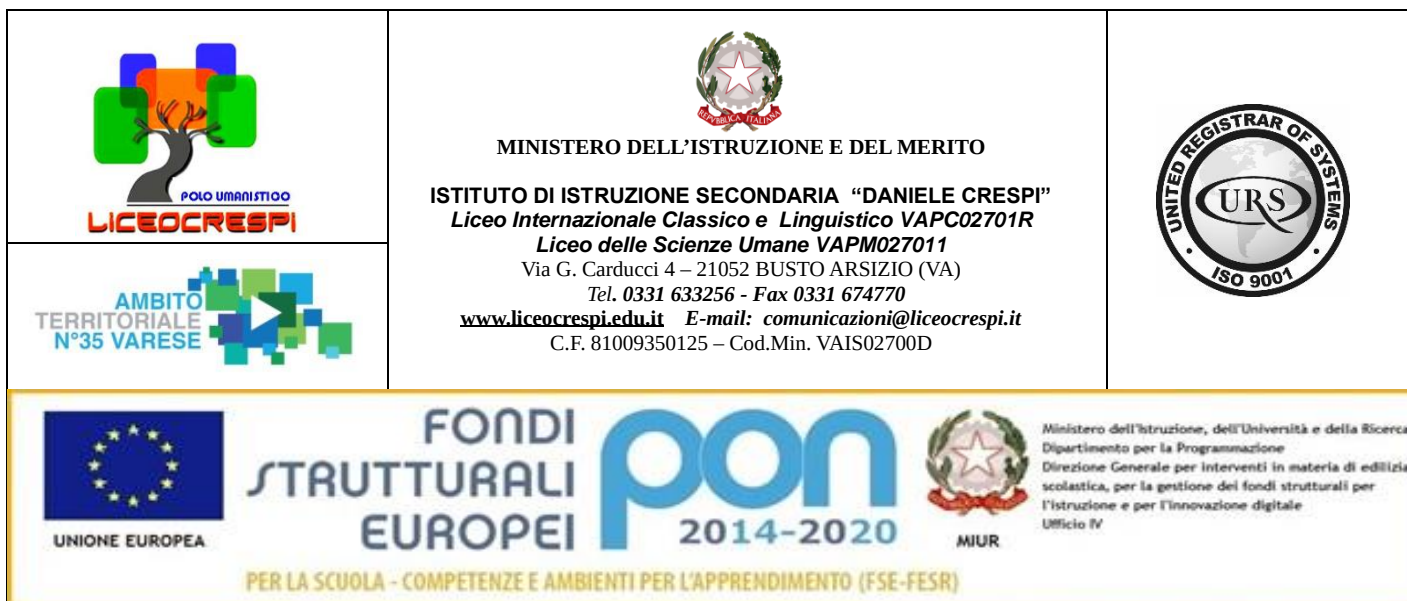 POLO UMANISTICO
LICEOCRESPI
AMBITO
TERRITORIALE
N°35 VARESE
REPVBBLICA ITALIANA
MINISTERO DELL’ISTRUZIONE E DEL MERITO
ISTITUTO DI ISTRUZIONE SECONDARIA “DANIELE CRESPI”
Liceo Internazionale Classico e Linguistico VAPC02701R
Liceo delle Scienze Umane VAPM027011
Via G. Carducci 4 – 21052 BUSTO ARSIZIO (VA)
Tel. 0331 633256 - Fax 0331 674770
www.liceocrespi.edu.it E-mail: comunicazioni@liceocrespi.it
C.F. 81009350125 – Cod.Min. VAIS02700D
UNITED REGISTRAR OF SYSTEMS
URS
ISO 9001
UNIONE EUROPEA
FONDI
STRUTTURALI
EUROPEI
pon
2014-2020
MIUR
Ministero dell'Istruzione, dell'Università e della Ricerca
Dipartimento per la Programmazione
Direzione Generale per interventi in materia di edilizia
scolastica, per la gestione dei fondi strutturali per
l'istruzione e per l'innovazione digitale
Ufficio IV
PER LA SCUOLA - COMPETENZE E AMBIENTI PER L'APPRENDIMENTO (FSE-FESR)